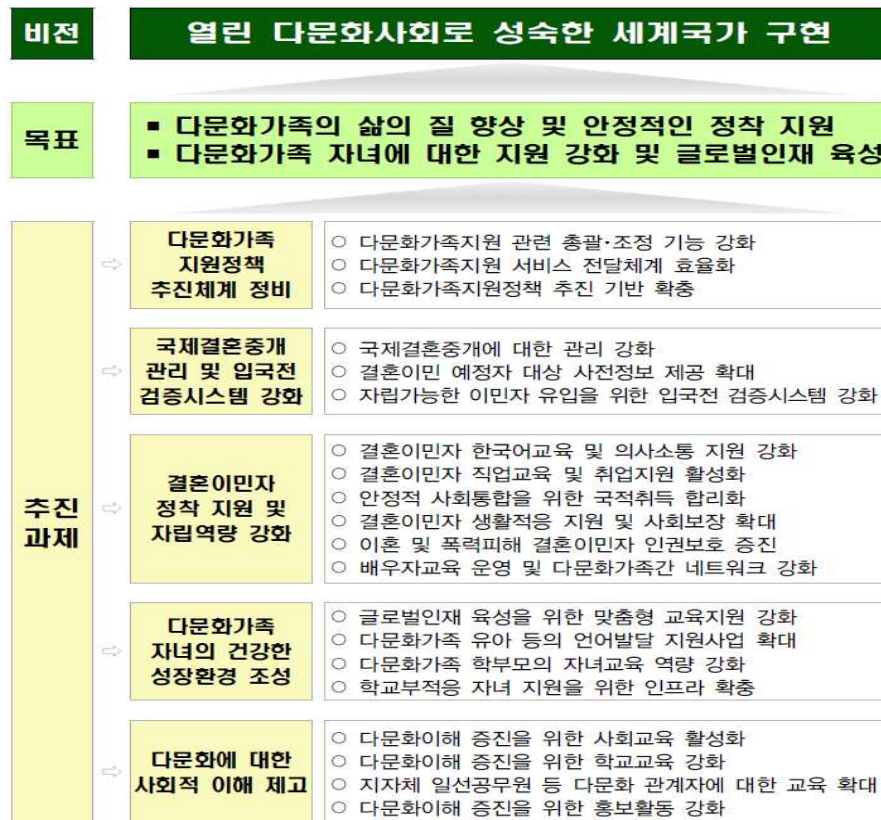 비전
열린 다문화사회로 성숙한 세계국가 구현
목표
▪ 다문화가족의 삶의 질 향상 및 안정적인 정착 지원
▪ 다문화가족 자녀에 대한 지원 강화 및 글로벌인재 육성
추진
과제
다문화가족
지원정책
추진체계 정비
○ 다문화가족지원 관련 총괄·조정 기능 강화
○ 다문화가족지원 서비스 전달체계 효율화
○ 다문화가족지원정책 추진 기반 확충
국제결혼중개
관리 및 입국전
검증시스템 강화
○ 국제결혼중개에 대한 관리 강화
○ 결혼이민 예정자 대상 사전정보 제공 확대
○ 자립가능한 이민자 유입을 위한 입국전 검증시스템 강화
결혼이민자
정착 지원 및
자립역량 강화
○ 결혼이민자 한국어교육 및 의사소통 지원 강화
○ 결혼이민자 직업교육 및 취업지원 활성화
○ 안정적 사회통합을 위한 국적취득 합리화
○ 결혼이민자 생활적응 지원 및 사회보장 확대
○ 이혼 및 폭력피해 결혼이민자 인권보호 증진
○ 배우자교육 운영 및 다문화가족간 네트워크 강화
다문화가족
자녀의 건강한
성장환경 조성
○ 글로벌인재 육성을 위한 맞춤형 교육지원 강화
○ 다문화가족 유아 등의 언어발달 지원사업 확대
○ 다문화가족 학부모의 자녀교육 역량 강화
○ 학교부적응 자녀 지원을 위한 인프라 확충
다문화에 대한
사회적 이해 제고
○ 다문화이해 증진을 위한 사회교육 활성화
○ 다문화이해 증진을 위한 학교교육 강화
○ 지자체 일선공무원 등 다문화 관계자에 대한 교육 확대
○ 다문화이해 증진을 위한 홍보활동 강화